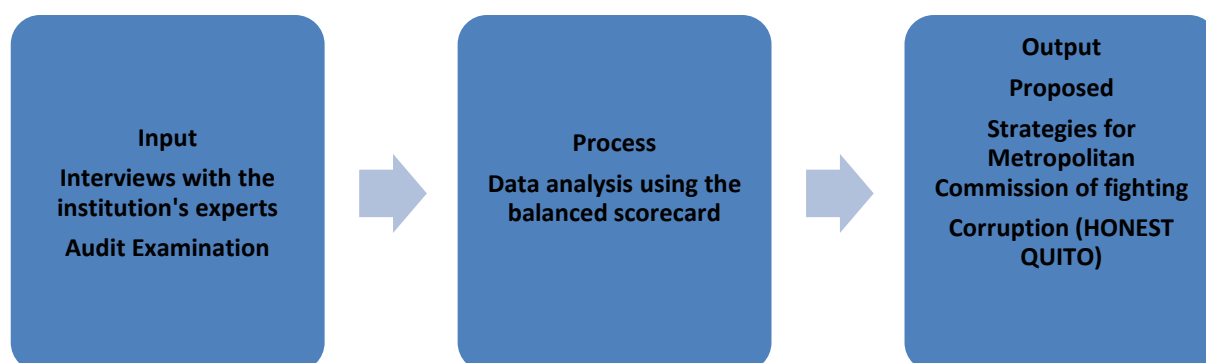 Input
Interviews with the
institution's experts
Audit Examination
Process
Data analysis using the
balanced scorecard
Output
Proposed
Strategies for
Metropolitan
Commission of fighting
Corruption (HONEST
QUITO)